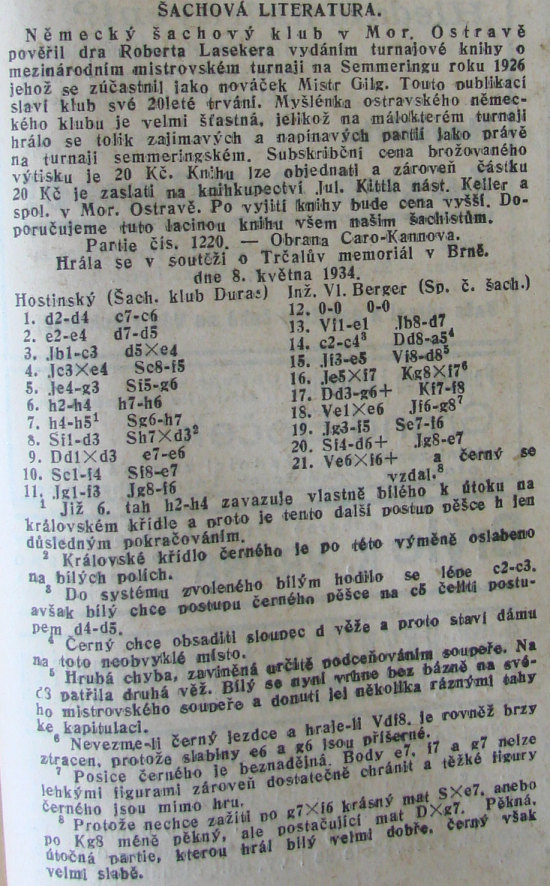 ŠACHOVÁ LITERATURA.
Německý šachový klub v Mor. Ostravě
pověřil dra Roberta Lasekera vydáním turnajové knihy o
mezinárodním mistrovském turnaji na Semmeringu roku 1926
jehož se zúčastnil jako nováček Mistr Gilg. Touto publikací
slaví klub své 20leté trvání. Myšlénka ostravského němec-
kého klubu je velmi šťastná, jelikož na málokterém turnaji
hrálo se tolik zajímavých a napínavých partií jako právě
na turnaji semmeringském. Subskribční cena brožovaného
výtisku je 20 Kč. Knihu lze objednati a zároveň částku
20 Kč je zaslati na knihkupectví Jul. Kittla nást. Keller a
spol. v Mor. Ostravě. Po vyjití knihy bude cena vyšší. Do-
poručujeme tuto lacinou knihu všem našim šachistům.
Partie čís. 1220. — Obrana Caro-Kannova.
Hrála se v soutěži o Trčalův memoriál v Brně.
dne 8. května 1934.
Hostinský (Šach. klub Duras) Inž. Vl. Berger (Sp. č. šach.)
1. d2-d4 c7-c6
2. e2-e4 d7-d5
3. Jb1-c3 d5×e4
4. Jc3×e4 Sc8-f5
5. Je4-g3 Sf5-g6
6. h2-h4 h7-h6
7. h4-h5¹ Sg6-h7
8. Sf1-d3 Sh7×d3²
9. Dd1×d3 e7-e6
10. Sc1-f4 Sf8-e7
11. Jg1-f3 Jg8-f6
12. 0-0 0-0
13. Vf1-e1 Jb8-d7
14. c2-c4³ Dd8-a5⁴
15. Jf3-e5 Vf8-d8⁵
16. Je5×f7 Kg8×f7⁶
17. Dd3-g6+ Kf7-f8
18. Ve1×e6 Jf6-g8⁷
19. Jg3-f5 Se7-f6
20. Sf4-d6+ Jg8-e7
21. Ve6×f6+ a černý se
vzdal.⁸
¹ Již 6. tah h2-h4 zavazuje vlastně bílého k útoku na
královském křídle a proto je tento další postup pěšce h jen
důsledným pokračováním.
² Královské křídlo černého je po této výměně oslabeno
na bílých polích.
³ Do systému zvoleného bílým hodilo se lépe c2-c3,
avšak bílý chce postupu černého pěšce na c5 čeliti postu-
pem d4-d5.
⁴ Černý chce obsaditi sloupec d věže a proto staví dámu
na toto neobvyklé místo.
⁵ Hrubá chyba, zaviněná určitě podceňováním soupeře. Na
patřila druhá věž. Bílý se nyní vrhne bez bázně na své-
ho mistrovského soupeře a donutí jej několika ráznými tahy
ke kapitulaci.
⁶ Nevezme-li černý jezdce a hraje-li Vdf8, je rovněž brzy
ztracen, protože slabiny e6 a g6 jsou příšerné.
⁷ Posice černého je beznadějná. Body e7, f7 a g7 nelze
lehkými figurami zároveň dostatečně chránit a těžké figury
černého jsou mimo hru.
⁸ Protože nechce zažíti po g7×f6 krásný mat S×e7, anebo
po Kg8 méně pěkný, ale postačující mat D×g7. Pěkná,
útočná partie, kterou hrál bílý velmi dobře, černý však
velmi slabě.